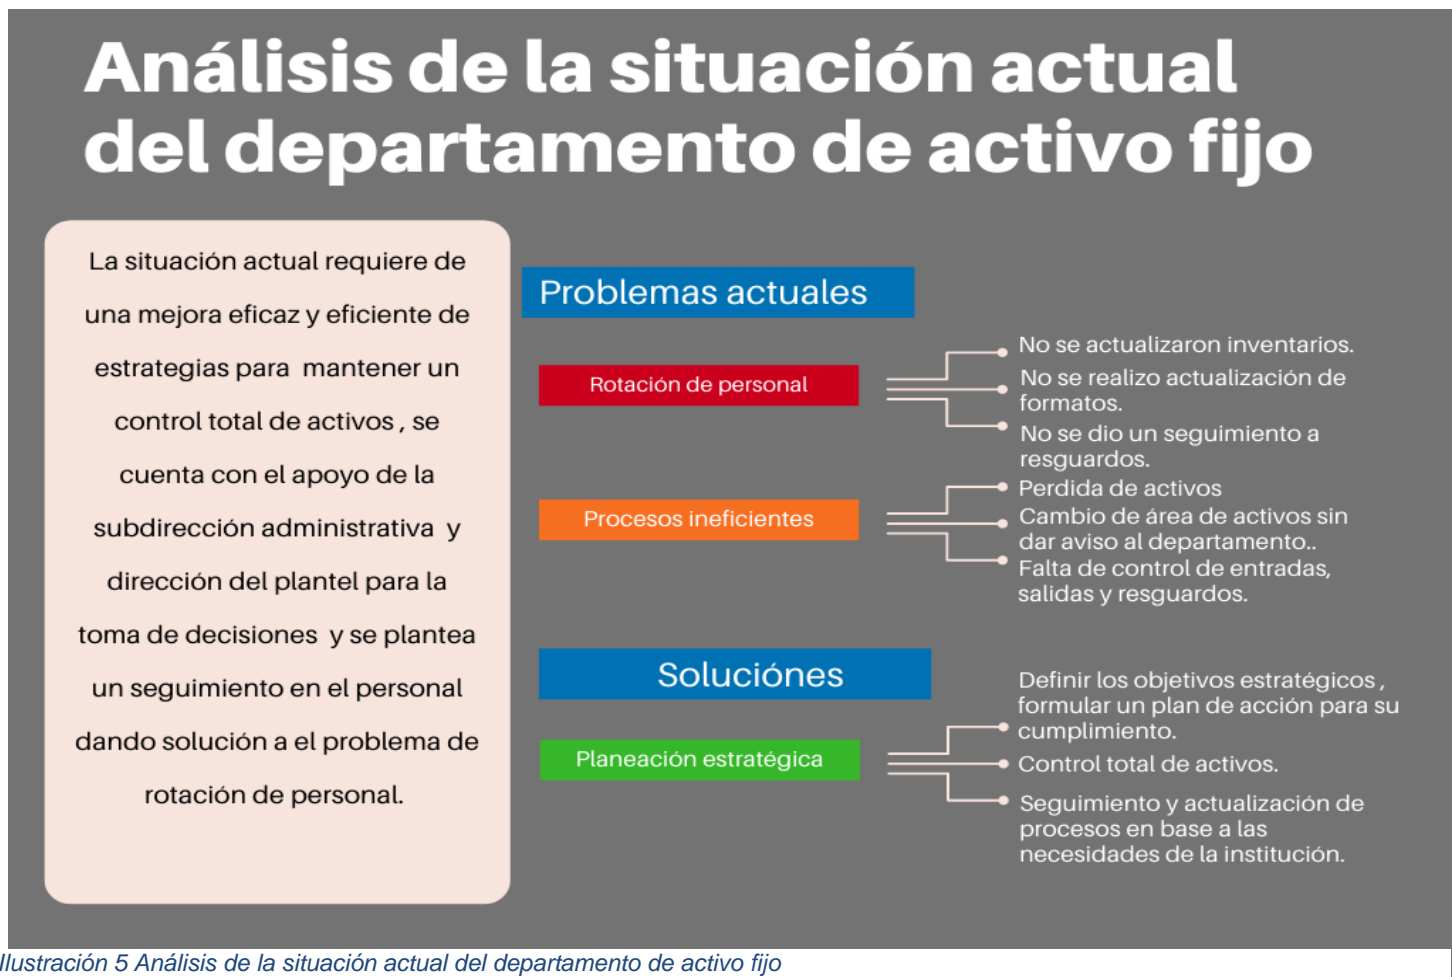 Análisis de la situación actual
del departamento de activo fijo
La situación actual requiere de
una mejora eficaz y eficiente de
estrategias para mantener un
control total de activos , se
cuenta con el apoyo de la
subdirección administrativa y
dirección del plantel para la
toma de decisiones y se plantea
un seguimiento en el personal
dando solución a el problema de
rotación de personal.
Problemas actuales
Rotación de personal
No se actualizaron inventarios.
No se realizo actualización de
formatos.
No se dio un seguimiento a
resguardos.
Procesos ineficientes
Perdida de activos
Cambio de área de activos sin
dar aviso al departamento..
Falta de control de entradas,
salidas y resguardos.
Soluciónes
Planeación estratégica
Definir los objetivos estratégicos ,
formular un plan de acción para su
cumplimiento.
Control total de activos.
Seguimiento y actualización de
procesos en base a las
necesidades de la institución.
Ilustración 5 Análisis de la situación actual del departamento de activo fijo